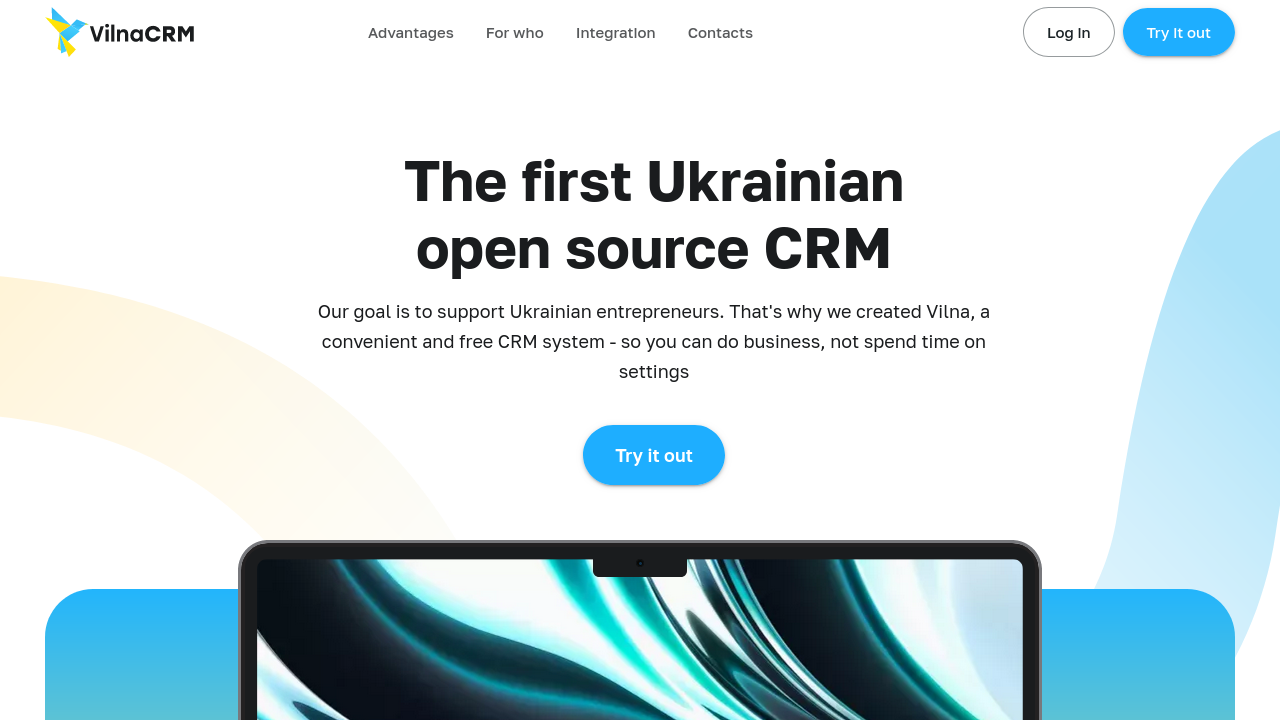 VilnaCRM
Advantages
For who
Integration
Contacts
Log In
Try it out
The first Ukrainian
open source CRM
Our goal is to support Ukrainian entrepreneurs. That's why we created Vilna, a
convenient and free CRM system - so you can do business, not spend time on
settings
Try it out